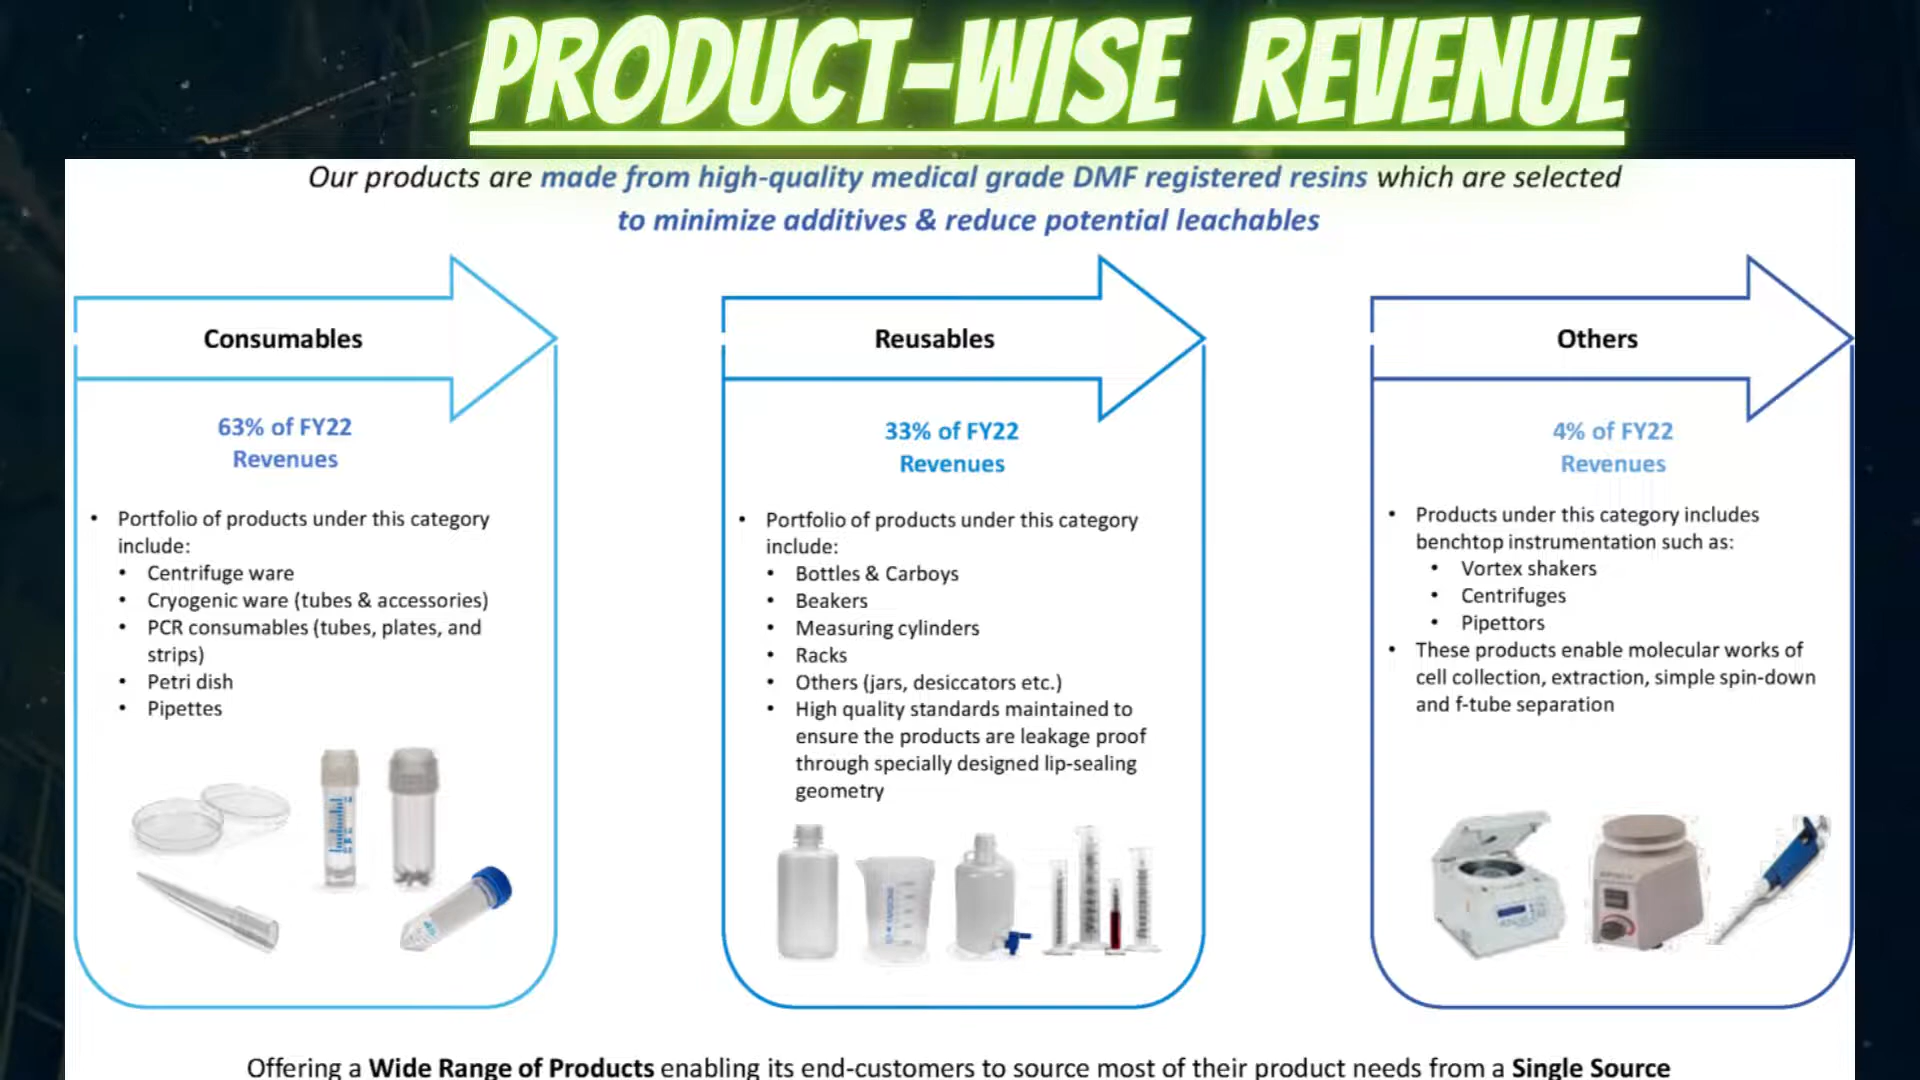 PRODUCT-WISE REVENUE
Our products are made from high-quality medical grade DMF registered resins which are selected
to minimize additives & reduce potential leachables
Consumables
63% of FY22
Revenues
• Portfolio of products under this category
include:
• Centrifuge ware
• Cryogenic ware (tubes & accessories)
• PCR consumables (tubes, plates, and
strips)
• Petri dish
• Pipettes
Reusables
33% of FY22
Revenues
• Portfolio of products under this category
include:
• Bottles & Carboys
• Beakers
• Measuring cylinders
• Racks
• Others (jars, desiccators etc.)
• High quality standards maintained to
ensure the products are leakage proof
through specially designed lip-sealing
geometry
Others
4% of FY22
Revenues
• Products under this category includes
benchtop instrumentation such as:
• Vortex shakers
• Centrifuges
• Pipettors
• These products enable molecular works of
cell collection, extraction, simple spin-down
and f-tube separation
Offering a Wide Range of Products enabling its end-customers to source most of their product needs from a Single Source